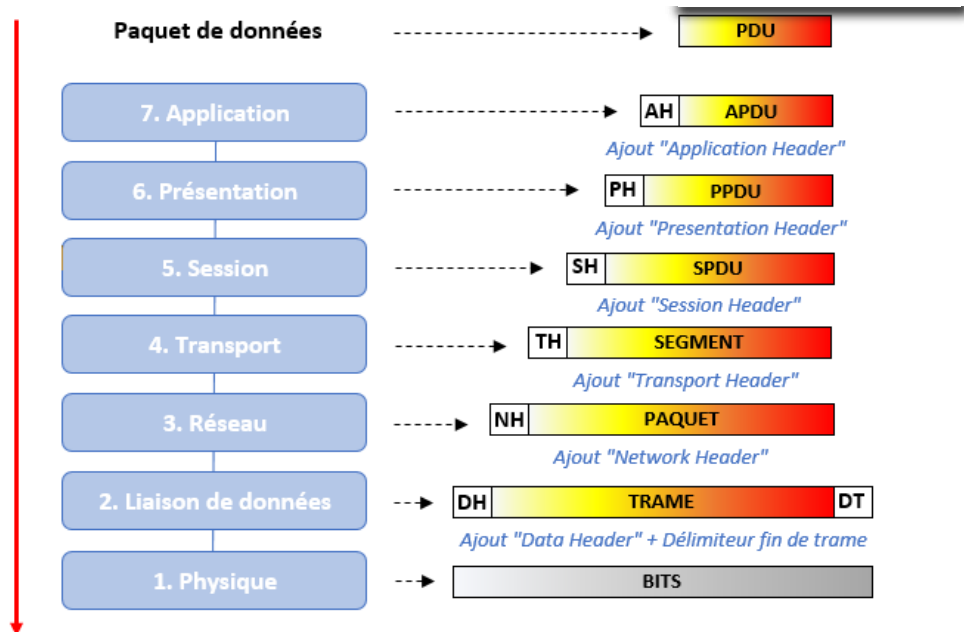 Paquet de données
PDU
7. Application
AH
APDU
Ajout "Application Header"
6. Présentation
PH
PPDU
Ajout "Presentation Header"
5. Session
SH
SPDU
Ajout "Session Header"
4. Transport
TH
SEGMENT
Ajout "Transport Header"
3. Réseau
NH
PAQUET
Ajout "Network Header"
2. Liaison de données
DH
TRAME
DT
Ajout "Data Header" + Délimiteur fin de trame
1. Physique
BITS